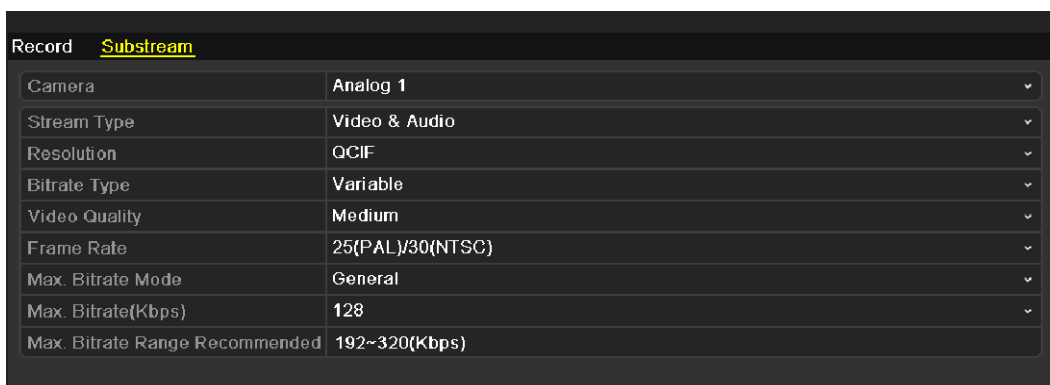 Record Substream
Camera Analog 1
Stream Type Video & Audio
Resolution QCIF
Bitrate Type Variable
Video Quality Medium
Frame Rate 25(PAL)/30(NTSC)
Max. Bitrate Mode General
Max. Bitrate(Kbps) 128
Max. Bitrate Range Recommended 192~320(Kbps)